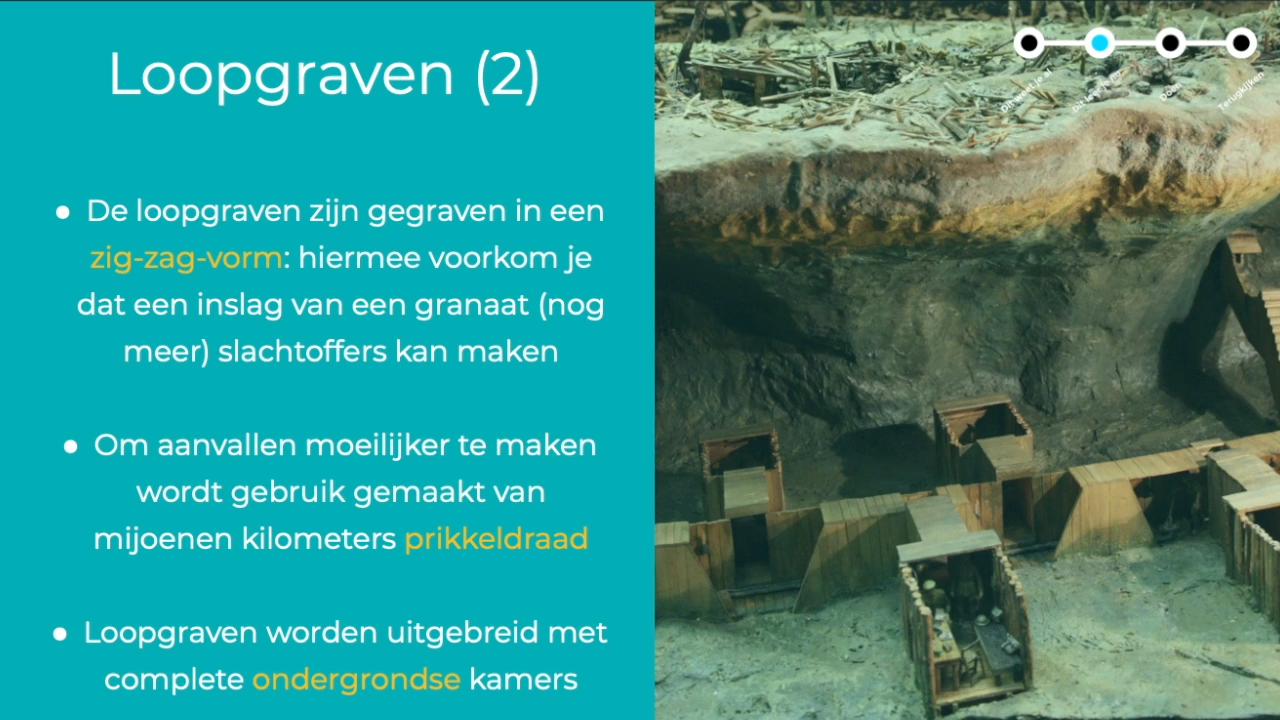 Loopgraven (2)
● De loopgraven zijn gegraven in een
zig-zag-vorm: hiermee voorkom je
dat een inslag van een granaat (nog
meer) slachtoffers kan maken
● Om aanvallen moeilijker te maken
wordt gebruik gemaakt van
mijoenen kilometers prikkeldraad
● Loopgraven worden uitgebreid met
complete ondergrondse kamers
Terugkijken